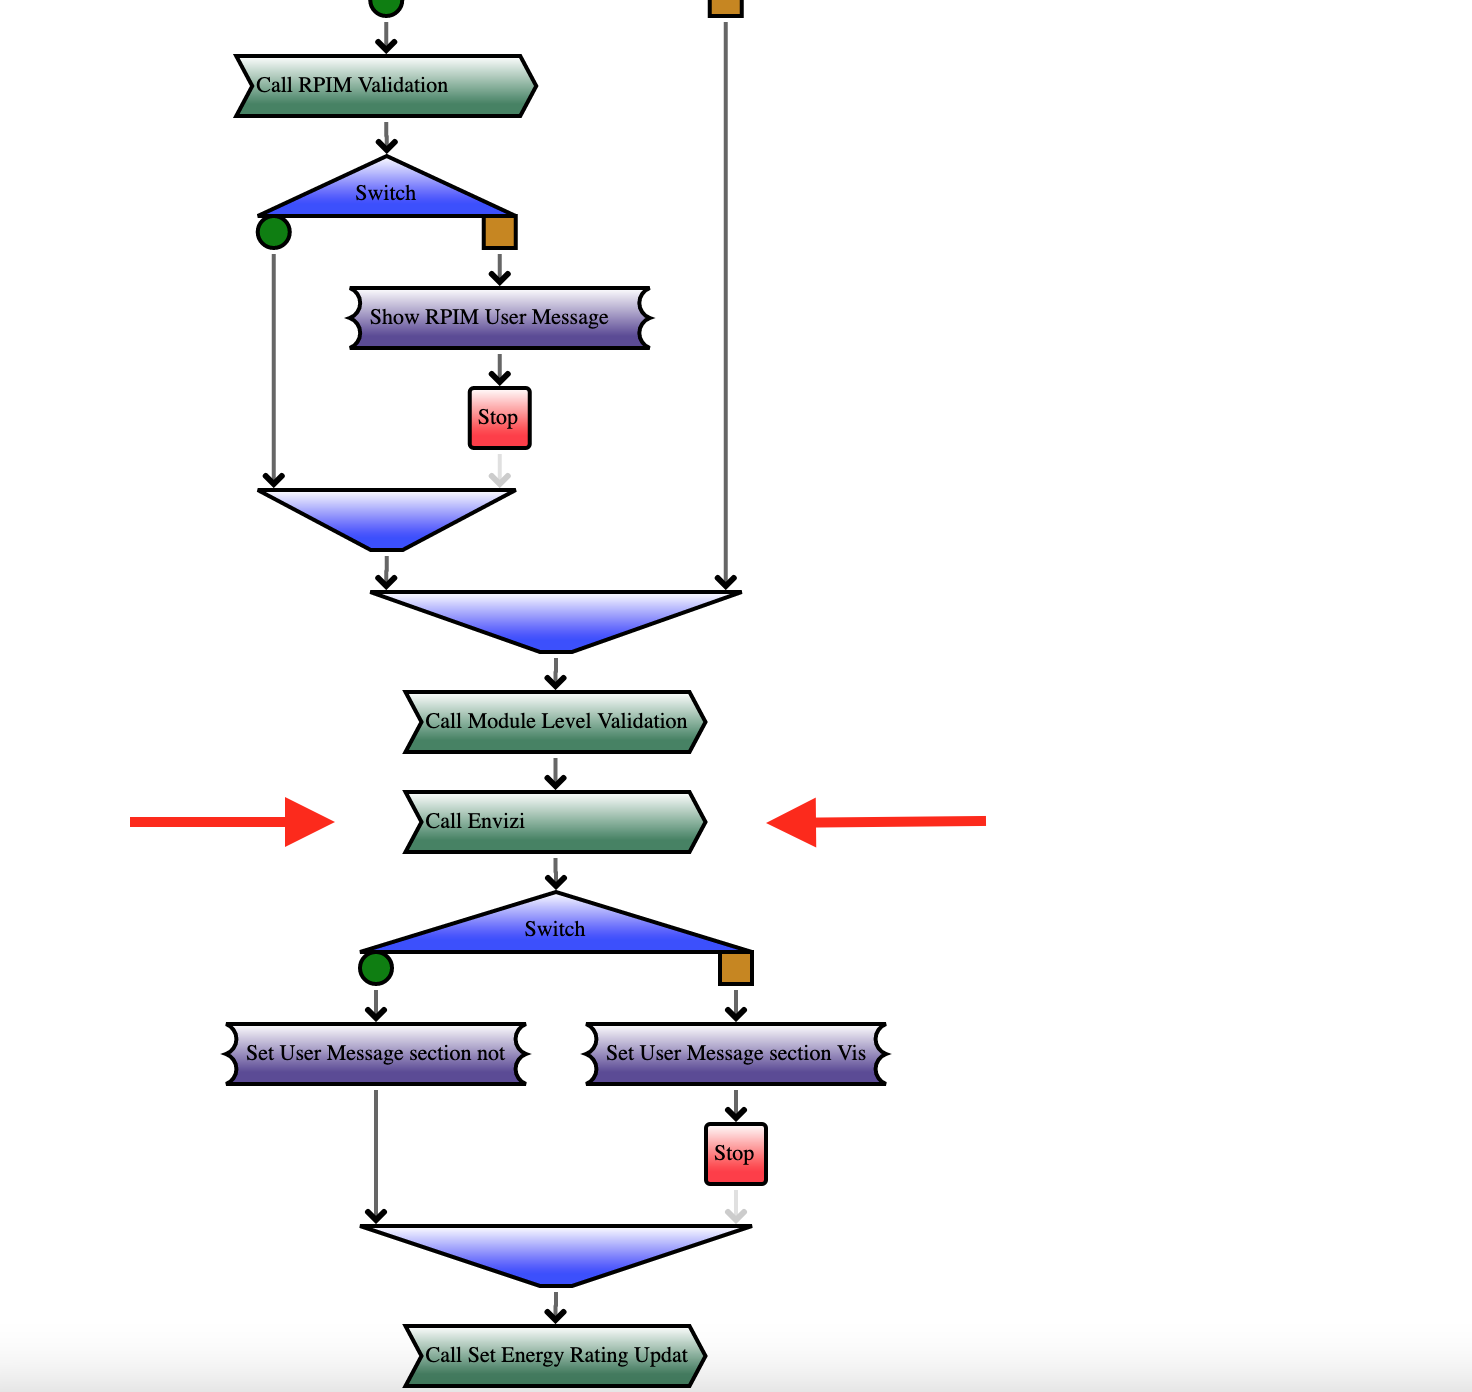 Call RPIM Validation
Switch
Show RPIM User Message
Stop
Call Module Level Validation
Call Envizi
Switch
Set User Message section not
Set User Message section Vis
Stop
Call Set Energy Rating Updat